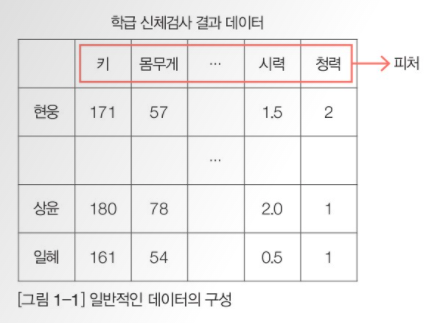 학급 신체검사 결과 데이터
키 몸무게 … 시력 청력 피처
현웅 171 57 1.5 2
…
상윤 180 78 2.0 1
일혜 161 54 0.5 1
[그림 1-1] 일반적인 데이터의 구성